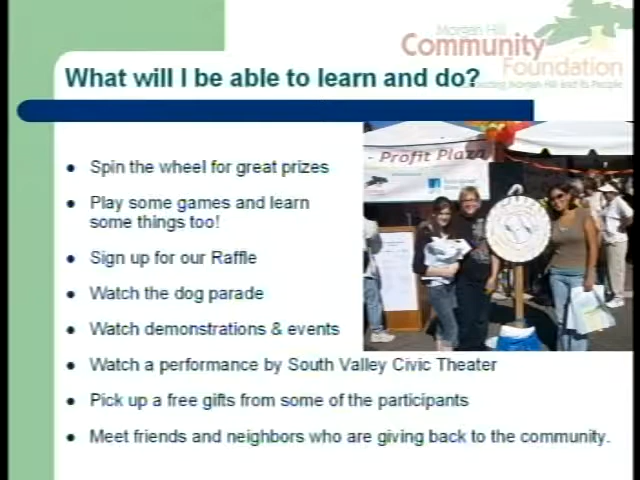 Morgan Hill
Community
Foundation
What will I be able to learn and do?
Spin the wheel for great prizes
Play some games and learn
some things too!
Sign up for our Raffle
Watch the dog parade
Watch demonstrations & events
Watch a performance by South Valley Civic Theater
Pick up a free gifts from some of the participants
Meet friends and neighbors who are giving back to the community.
- Profit Plaza